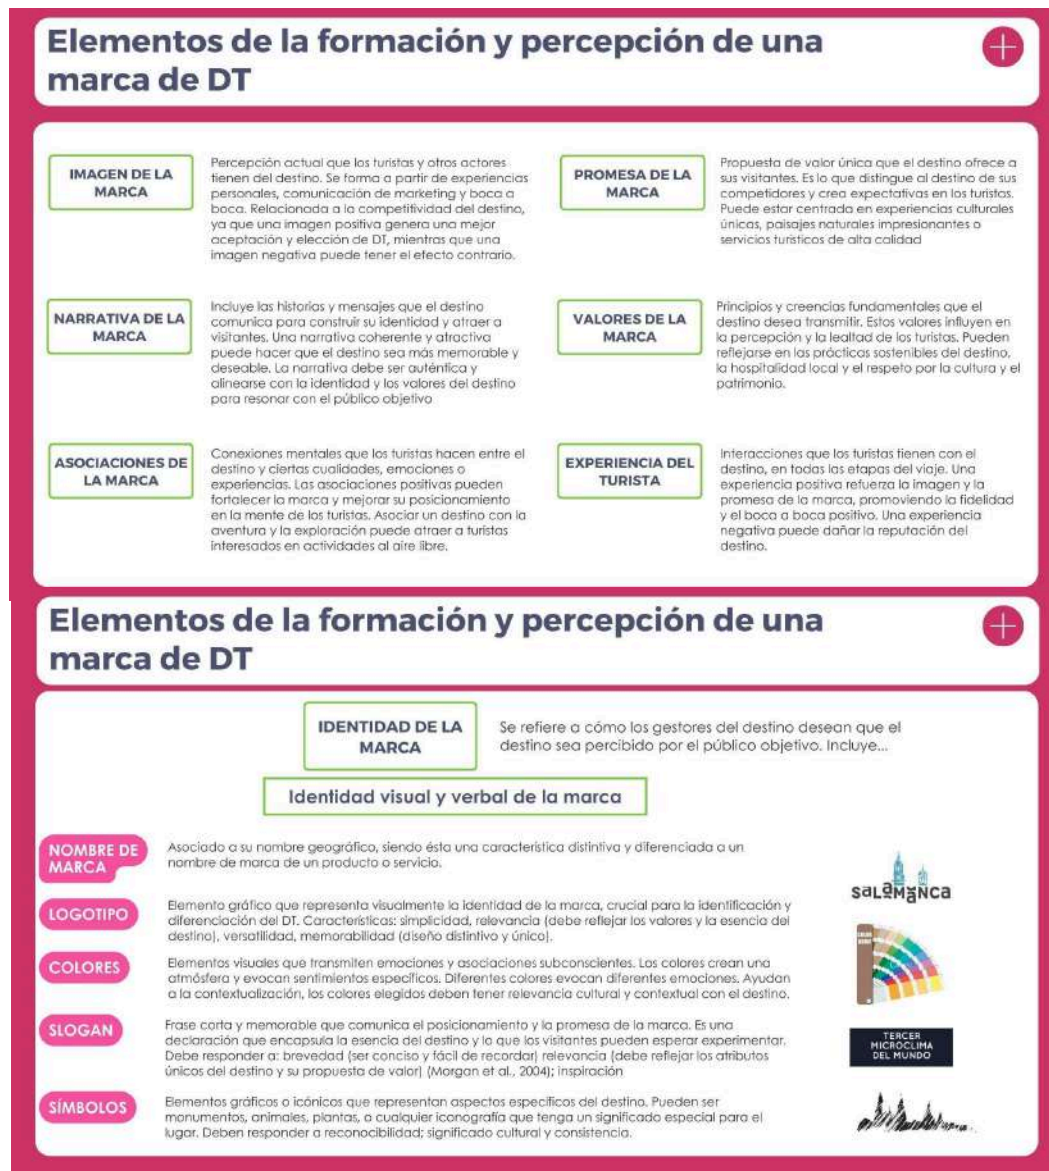 Elementos de la formación y percepción de una
marca de DT
IMAGEN DE LA
MARCA
Percepción actual que los turistas y otros actores
tienen del destino. Se forma a partir de experiencias
personales, comunicación de marketing y boca a
boca. Relacionada a la competitividad del destino,
ya que una imagen positiva genera una mejor
aceptación y elección de DT, mientras que una
imagen negativa puede tener el efecto contrario.
PROMESA DE LA
MARCA
Propuesta de valor única que el destino ofrece a
sus visitantes. Es lo que distingue al destino de sus
competidores y crea expectativas en los turistas.
Puede estar centrada en experiencias culturales
únicas, paisajes naturales impresionantes o
servicios turísticos de alta calidad
NARRATIVA DE LA
MARCA
Incluye las historias y mensajes que el destino
comunica para construir su identidad y atraer a
visitantes. Una narrativa coherente y atractiva
puede hacer que el destino sea más memorable y
deseable. La narrativa debe ser auténtica y
alinearse con la identidad y los valores del destino
para resonar con el público objetivo
VALORES DE LA
MARCA
Principios y creencias fundamentales que el
destino desea transmitir. Estos valores influyen en
la percepción y la lealtad de los turistas. Pueden
reflejarse en las prácticas sostenibles del destino,
la hospitalidad local y el respeto por la cultura y el
patrimonio.
ASOCIACIONES DE
LA MARCA
Conexiones mentales que los turistas hacen entre el
destino y ciertas cualidades, emociones o
experiencias. Las asociaciones positivas pueden
fortalecer la marca y mejorar su posicionamiento
en la mente de los turistas. Asociar un destino con la
aventura y la exploración puede atraer a turistas
interesados en actividades al aire libre.
EXPERIENCIA DEL
TURISTA
Interacciones que los turistas tienen con el
destino, en todas las etapas del viaje. Una
experiencia positiva refuerza la imagen y la
promesa de la marca, promoviendo la fidelidad
y el boca a boca positivo. Una experiencia
negativa puede dañar la reputación del
destino.
Elementos de la formación y percepción de una
marca de DT
IDENTIDAD DE LA
MARCA
Se refiere a cómo los gestores del destino desean que el
destino sea percibido por el público objetivo. Incluye...
Identidad visual y verbal de la marca
NOMBRE DE
MARCA
Asociado a su nombre geográfico, siendo ésta una característica distintiva y diferenciada a un
nombre de marca de un producto o servicio.
SALAMANCA
LOGOTIPO
Elemento gráfico que representa visualmente la identidad de la marca, crucial para la identificación y
diferenciación del DT. Características: simplicidad, relevancia (debe reflejar los valores y la esencia del
destino), versatilidad, memorabilidad (diseño distintivo y único).
COLORES
Elementos visuales que transmiten emociones y asociaciones subconscientes. Los colores crean una
atmósfera y evocan sentimientos específicos. Diferentes colores evocan diferentes emociones. Ayudan
a la contextualización, los colores elegidos deben tener relevancia cultural y contextual con el destino.
SLOGAN
Frase corta y memorable que comunica el posicionamiento y la promesa de la marca. Es una
declaración que encapsula la esencia del destino y lo que los visitantes pueden esperar experimentar.
Debe responder a: brevedad (ser conciso y fácil de recordar) relevancia (debe reflejar los atributos
únicos del destino y su propuesta de valor) (Morgan et al., 2004); inspiración
TERCER
MICROCLIMA
DEL MUNDO
SÍMBOLOS
Elementos gráficos o icónicos que representan aspectos específicos del destino. Pueden ser
monumentos, animales, plantas, o cualquier iconografía que tenga un significado especial para el
lugar. Deben responder a reconocibilidad; significado cultural y consistencia.